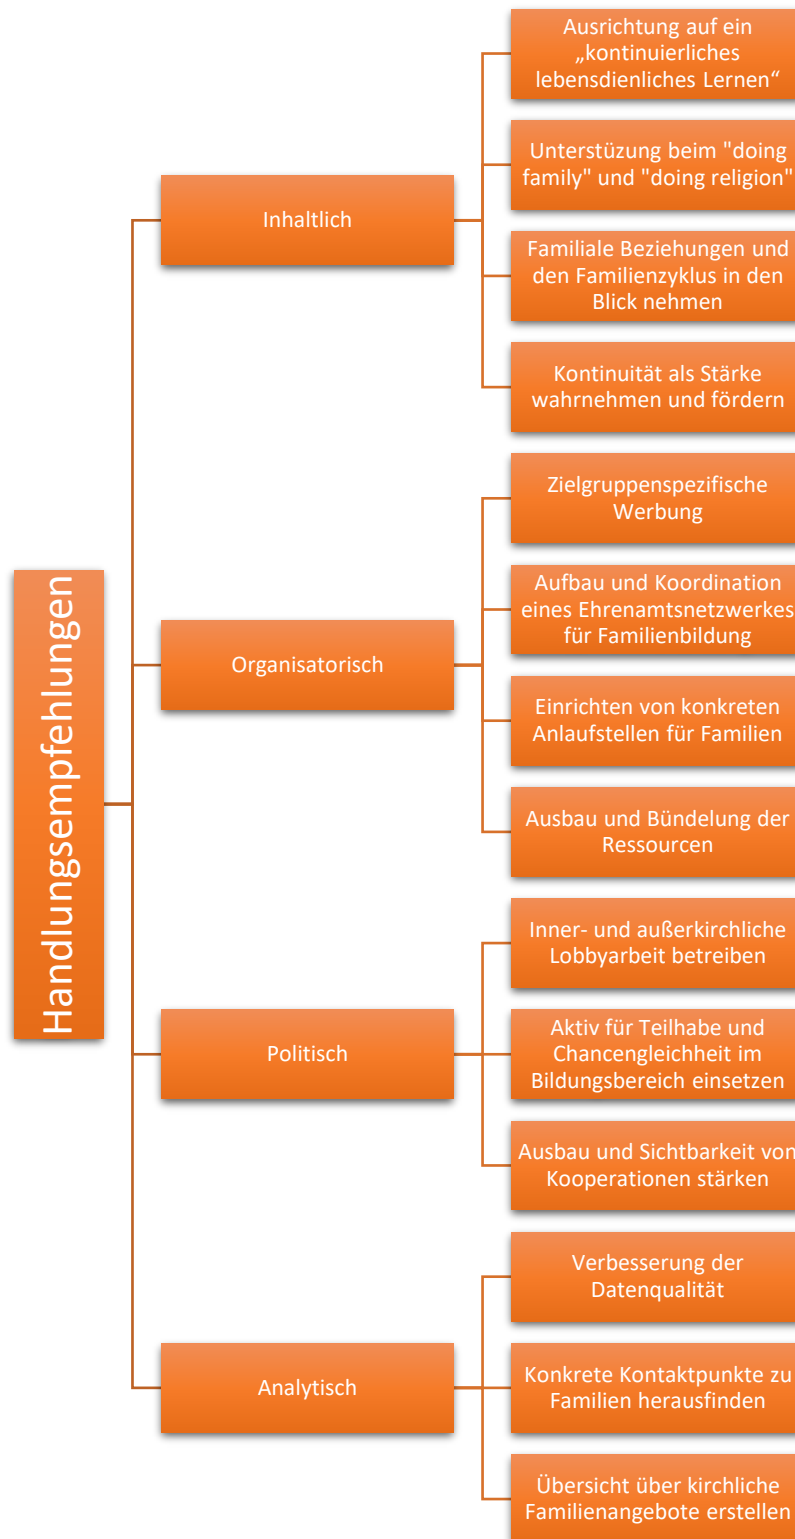 Handlungsempfehlungen
Inhaltlich
Ausrichtung auf ein
„kontinuierliches
lebensdienliches Lernen“
Unterstüzung beim "doing
family" und "doing religion"
Familiale Beziehungen und
den Familienzyklus in den
Blick nehmen
Kontinuität als Stärke
wahrnehmen und fördern
Organisatorisch
Zielgruppenspezifische
Werbung
Aufbau und Koordination
eines Ehrenamtsnetzwerkes
für Familienbildung
Einrichten von konkreten
Anlaufstellen für Familien
Ausbau und Bündelung der
Ressourcen
Politisch
Inner- und außerkirchliche
Lobbyarbeit betreiben
Aktiv für Teilhabe und
Chancengleichheit im
Bildungsbereich einsetzen
Ausbau und Sichtbarkeit von
Kooperationen stärken
Analytisch
Verbesserung der
Datenqualität
Konkrete Kontaktpunkte zu
Familien herausfinden
Übersicht über kirchliche
Familienangebote erstellen